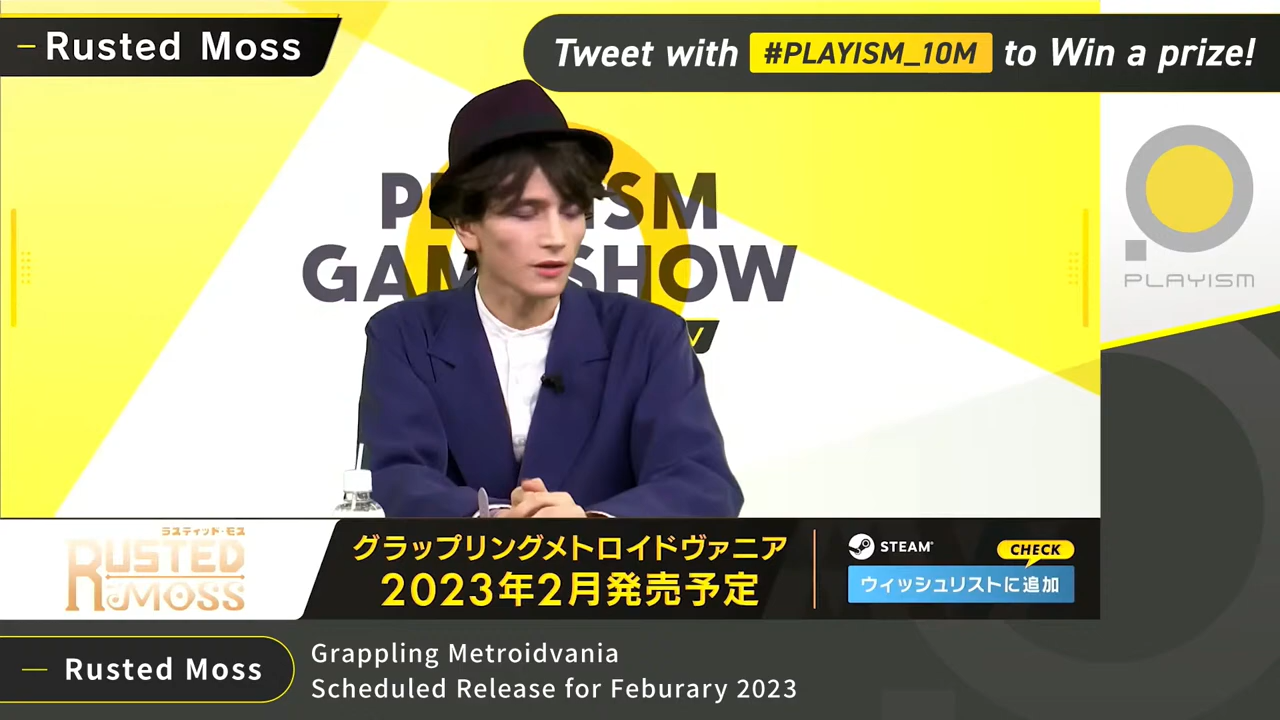 Rusted Moss
Tweet with #PLAYISM_10M to Win a prize!
PLAYISM
GAME SHOW
PLAYISM
ラスティッド・モス
RUSTED
MOSS
グラップリングメトロイドヴァニア
2023年2月発売予定
STEAM
CHECK
ウィッシュリストに追加
Rusted Moss
Grappling Metroidvania
Scheduled Release for Feburary 2023